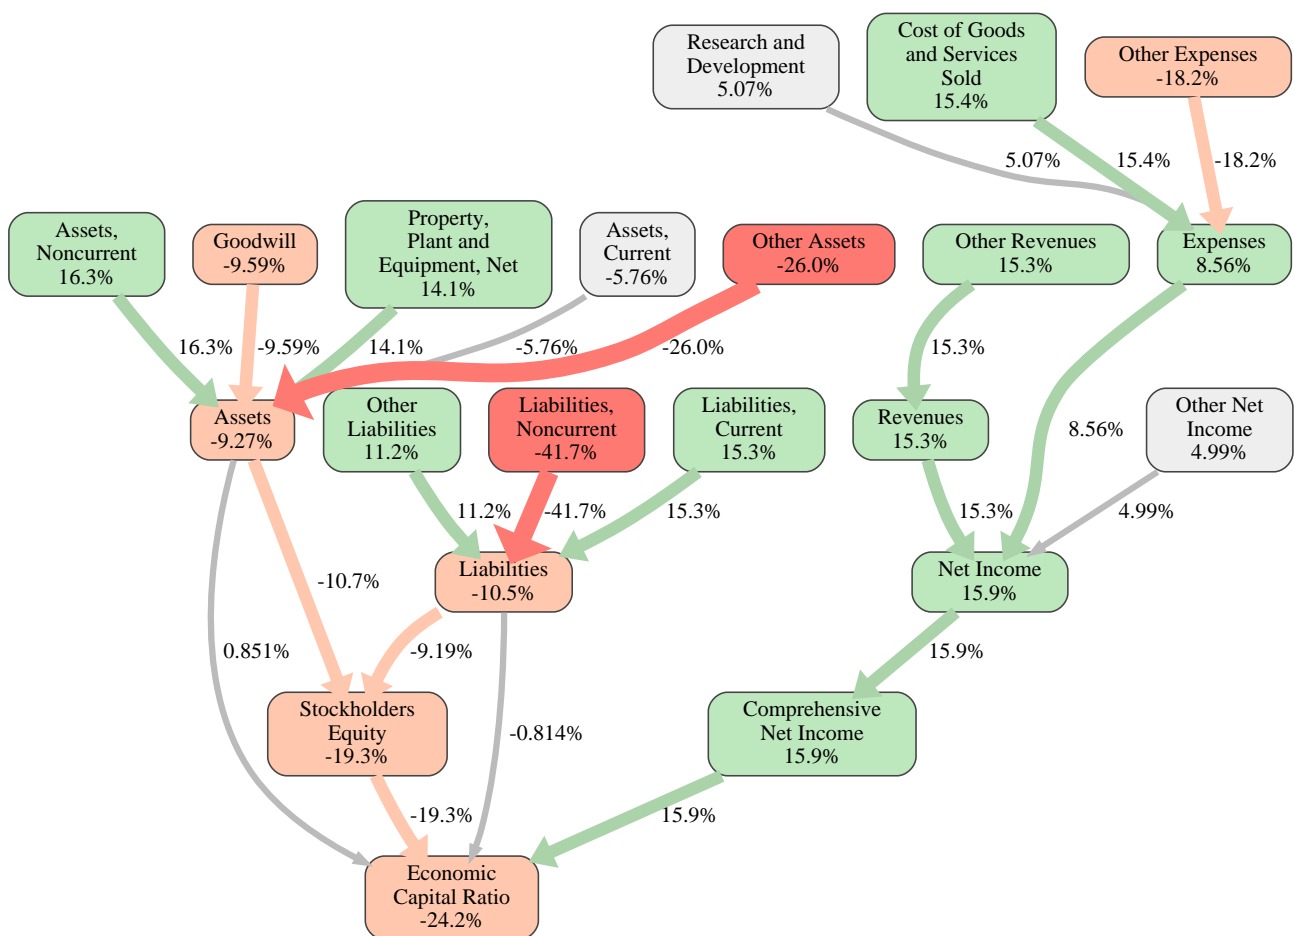 Research and
Development
5.07%
Cost of Goods
and Services
Sold
15.4%
Other Expenses
-18.2%
5.07%
15.4%
-18.2%
Assets,
Noncurrent
16.3%
Goodwill
-9.59%
Property,
Plant and
Equipment, Net
14.1%
Assets,
Current
-5.76%
Other Assets
-26.0%
Other Revenues
15.3%
Expenses
8.56%
16.3%
-9.59%
14.1%
-5.76%
-26.0%
15.3%
Assets
-9.27%
Other
Liabilities
11.2%
Liabilities,
Noncurrent
-41.7%
Liabilities,
Current
15.3%
Revenues
15.3%
8.56%
Other Net
Income
4.99%
11.2%
-41.7%
15.3%
15.3%
4.99%
-10.7%
Liabilities
-10.5%
Net Income
15.9%
0.851%
-9.19%
15.9%
Stockholders
Equity
-19.3%
-0.814%
Comprehensive
Net Income
15.9%
-19.3%
15.9%
Economic
Capital Ratio
-24.2%